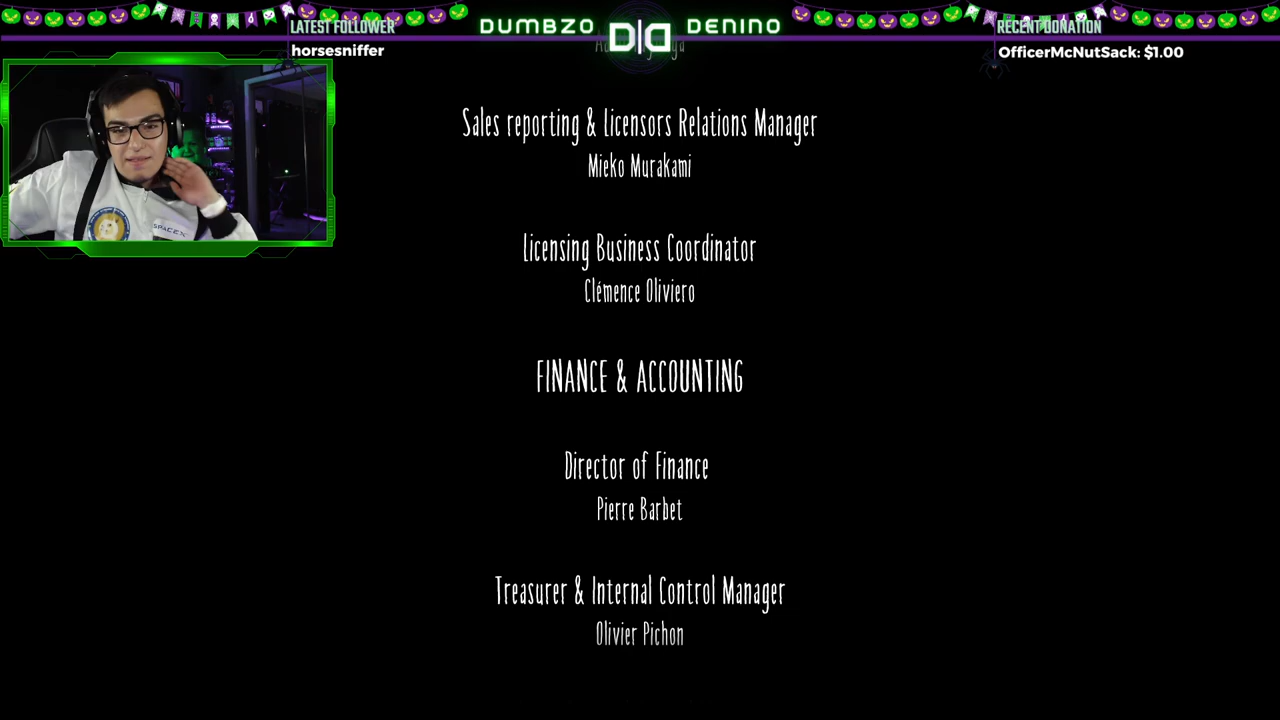 LATEST FOLLOWER
horsesniffer
DUMBZO
D|D
DENINO
RECENT DONATION
OfficerMcNutSack: $1.00
SPACEX
Sales reporting & Licensors Relations Manager
Mieko Murakami
Licensing Business Coordinator
Clémence Oliviero
FINANCE & ACCOUNTING
Director of Finance
Pierre Barbet
Treasurer & Internal Control Manager
Olivier Pichon